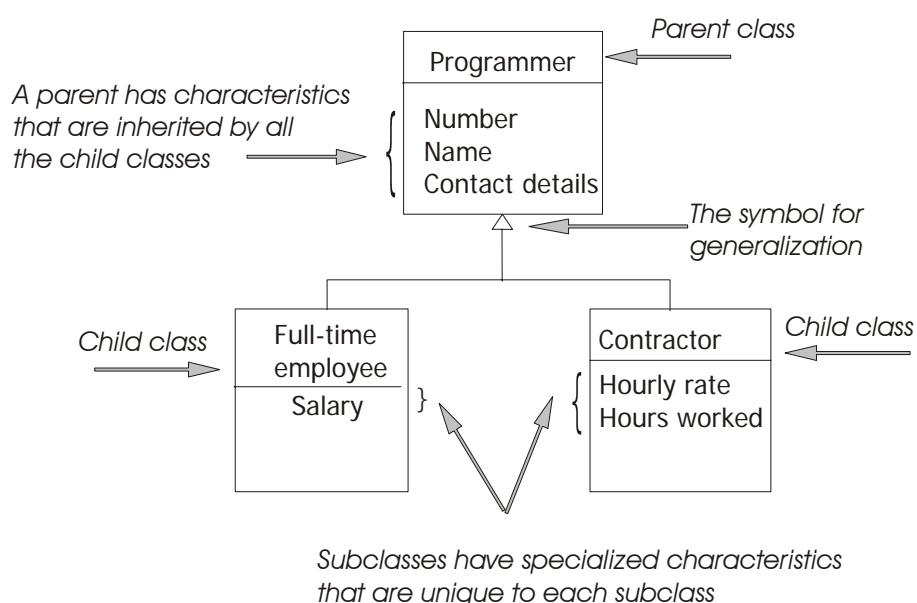 Parent class
Programmer
A parent has characteristics
that are inherited by all
the child classes
Number
Name
Contact details
The symbol for
generalization
Child class
Full-time
employee
Salary
Contractor
Hourly rate
Hours worked
Child class
Subclasses have specialized characteristics
that are unique to each subclass